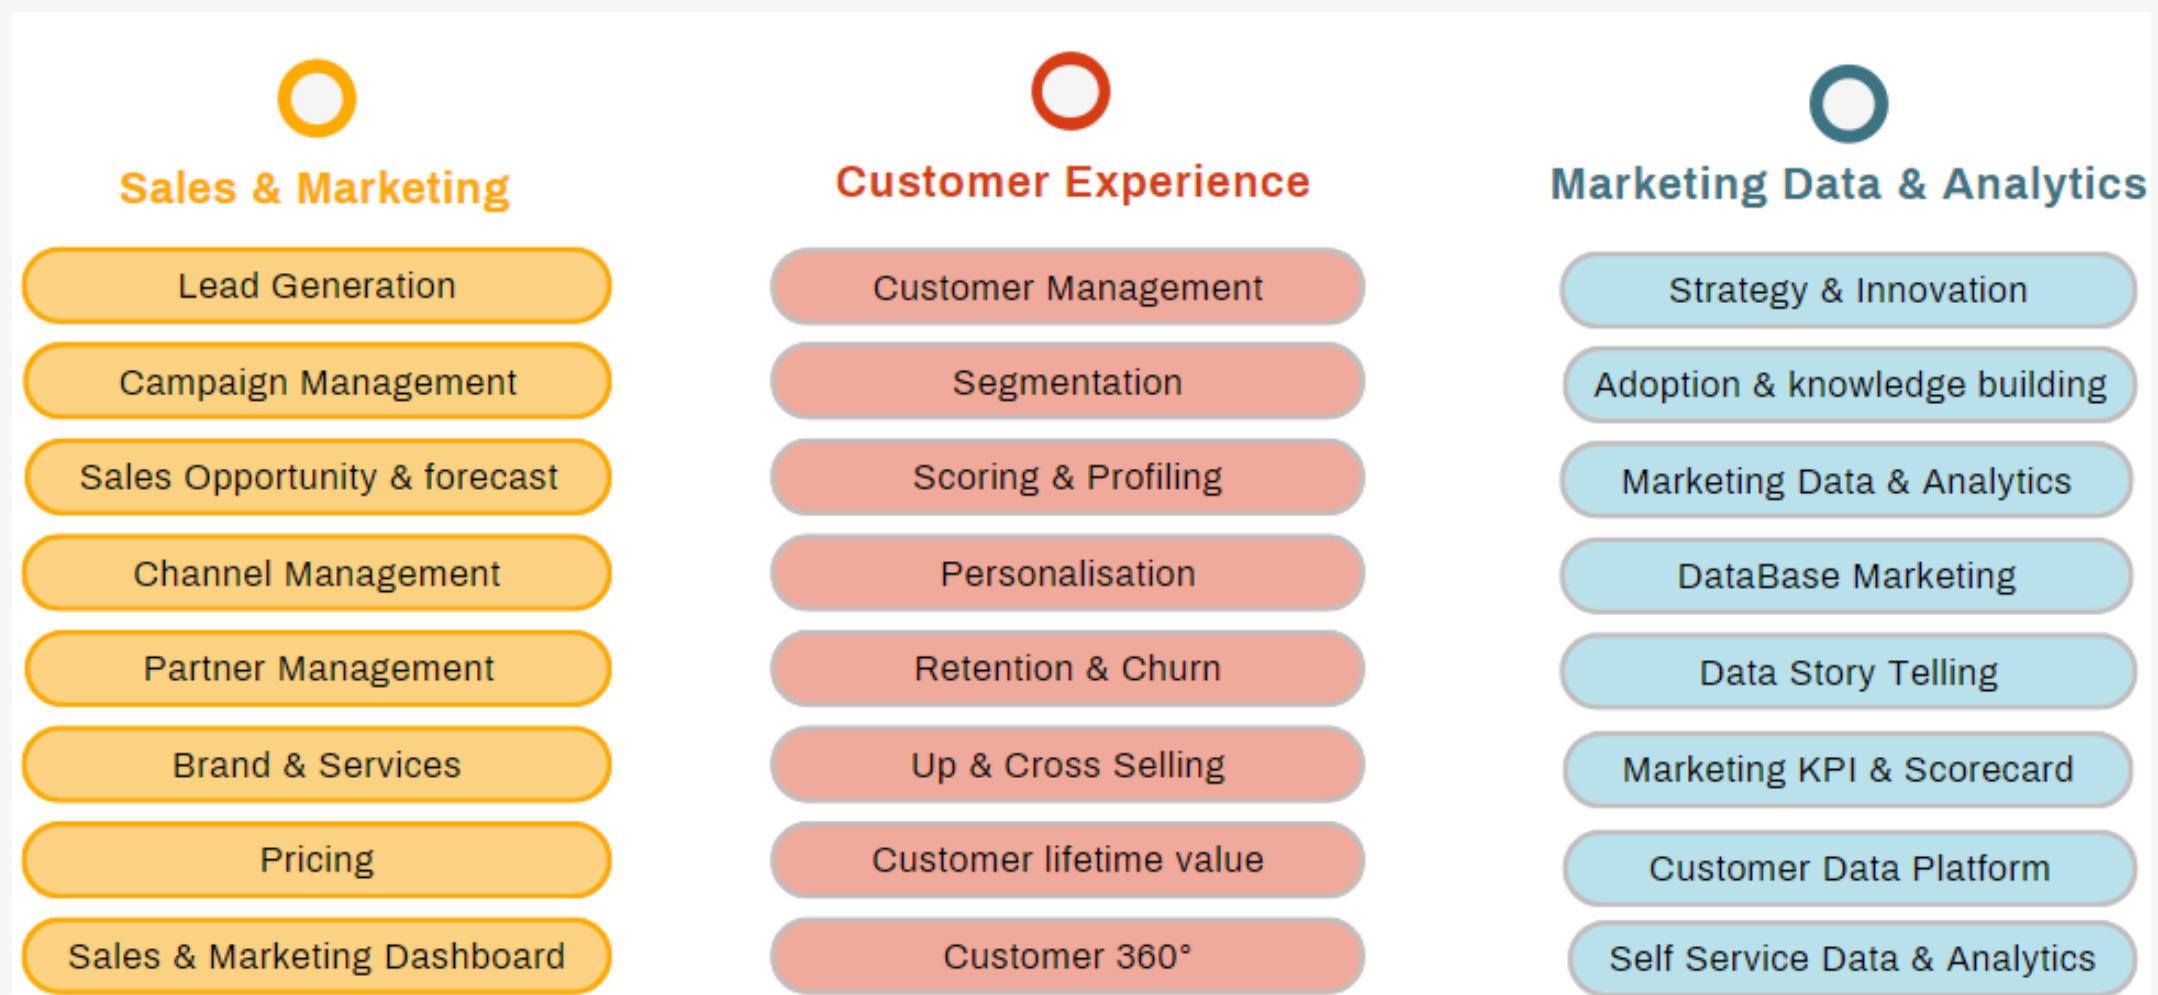 Sales & Marketing
Lead Generation
Campaign Management
Sales Opportunity & forecast
Channel Management
Partner Management
Brand & Services
Pricing
Sales & Marketing Dashboard
Customer Experience
Customer Management
Segmentation
Scoring & Profiling
Personalisation
Retention & Churn
Up & Cross Selling
Customer lifetime value
Customer 360°
Marketing Data & Analytics
Strategy & Innovation
Adoption & knowledge building
Marketing Data & Analytics
DataBase Marketing
Data Story Telling
Marketing KPI & Scorecard
Customer Data Platform
Self Service Data & Analytics